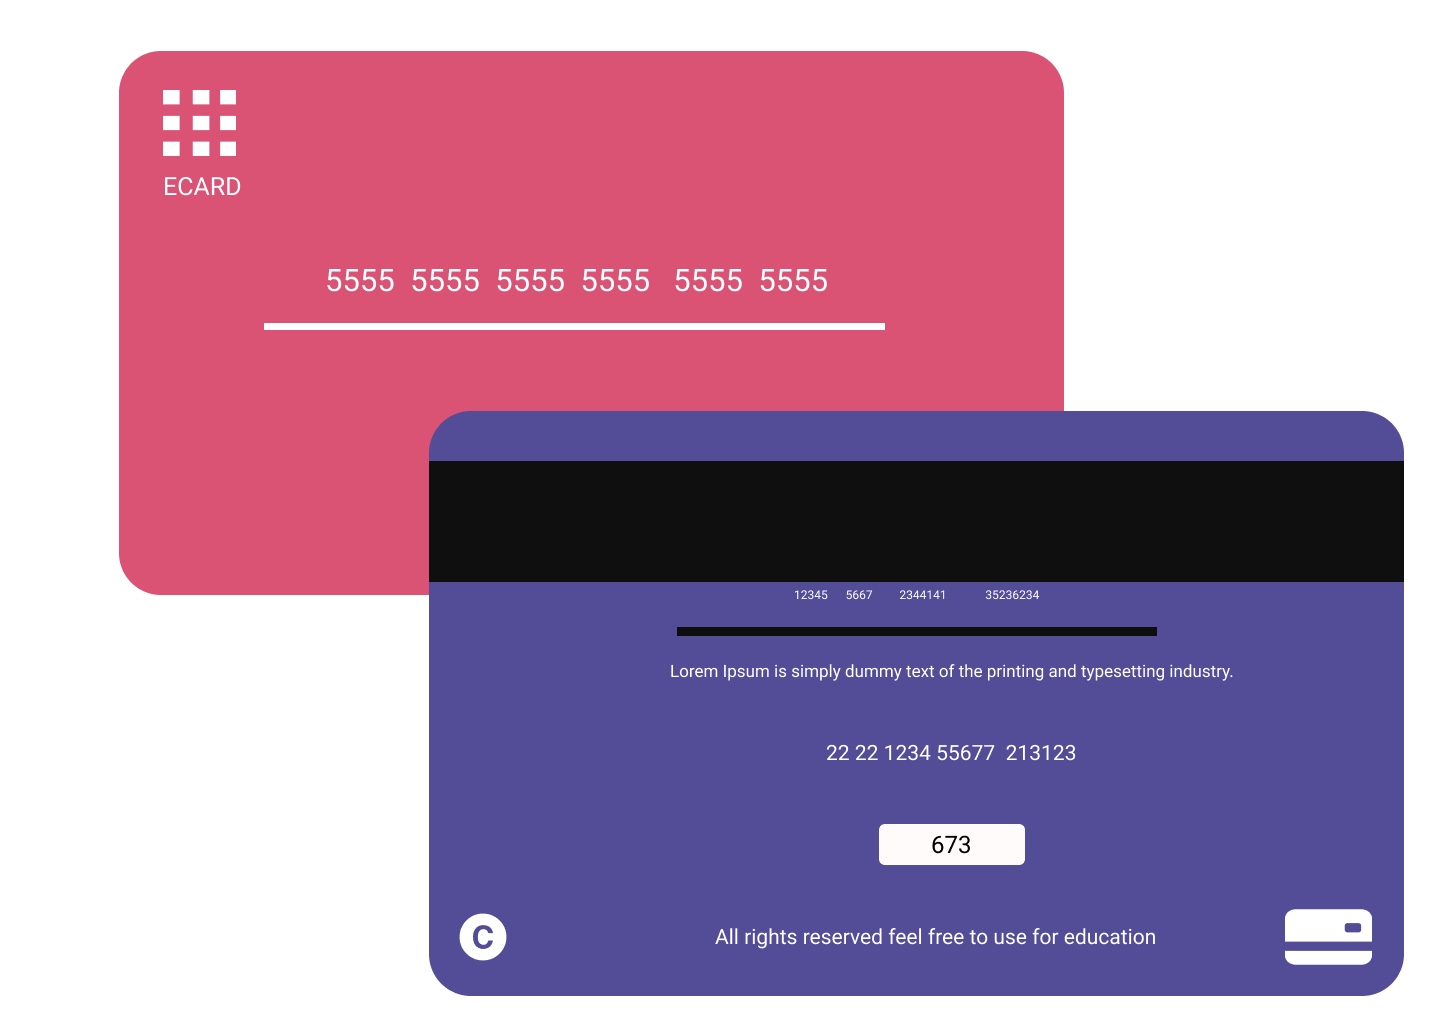 ECARD
5555 5555 5555 5555 5555 5555
12345 5667 2344141 35236234
Lorem Ipsum is simply dummy text of the printing and typesetting industry.
22 22 1234 55677 213123
673
C
All rights reserved feel free to use for education